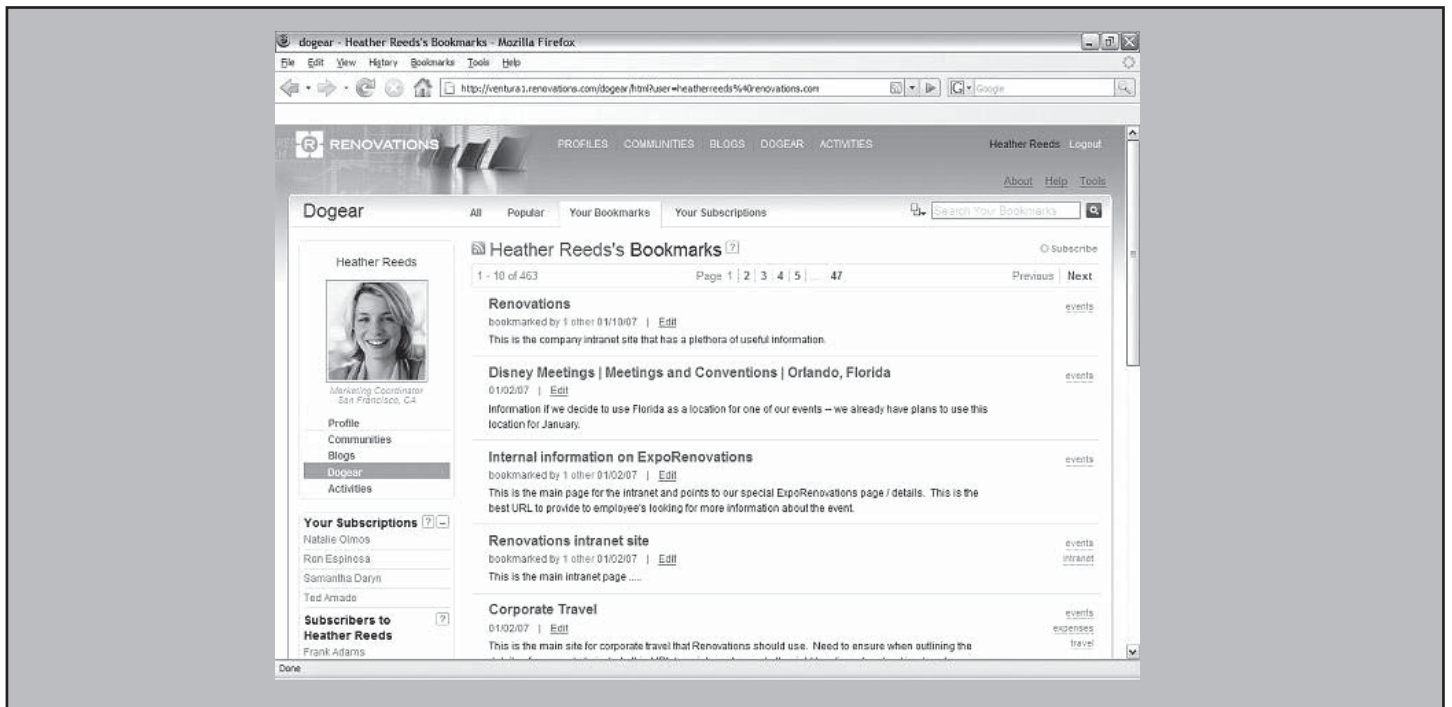 dogear - Heather Reeds's Bookmarks - Mozilla Firefox
File Edit View History Bookmarks Tools Help
http://ventura1.renovations.com/dogear/html?user=heatherreeds%40renovations.com
Google
R RENOVATIONS
PROFILES COMMUNITIES BLOGS DOGEAR ACTIVITIES
Heather Reeds Logout
About Help Tools
Dogear
All Popular Your Bookmarks Your Subscriptions
Search Your Bookmarks
Heather Reeds
Marketing Coordinator
San Francisco, CA
Profile
Communities
Blogs
Dogear
Activities
Your Subscriptions ?
Natalie Olmos
Ron Espinosa
Samantha Daryn
Ted Amado
Subscribers to ?
Heather Reeds
Frank Adams
Heather Reeds's Bookmarks ?
Subscribe
1 - 10 of 463 Page 1 | 2 | 3 | 4 | 5 | ... 47 Previous | Next
Renovations
events
bookmarked by 1 other 01/10/07 | Edit
This is the company intranet site that has a plethora of useful information.
Disney Meetings | Meetings and Conventions | Orlando, Florida
events
01/02/07 | Edit
Information if we decide to use Florida as a location for one of our events -- we already have plans to use this
location for January.
Internal information on ExpoRenovations
events
bookmarked by 1 other 01/02/07 | Edit
This is the main page for the intranet and points to our special ExpoRenovations page / details. This is the
best URL to provide to employee's looking for more information about the event.
Renovations intranet site
events
bookmarked by 1 other 01/02/07 | Edit
intranet
This is the main intranet page .....
Corporate Travel
events
01/02/07 | Edit
expenses
This is the main site for corporate travel that Renovations should use. Need to ensure when outlining the
travel
Done